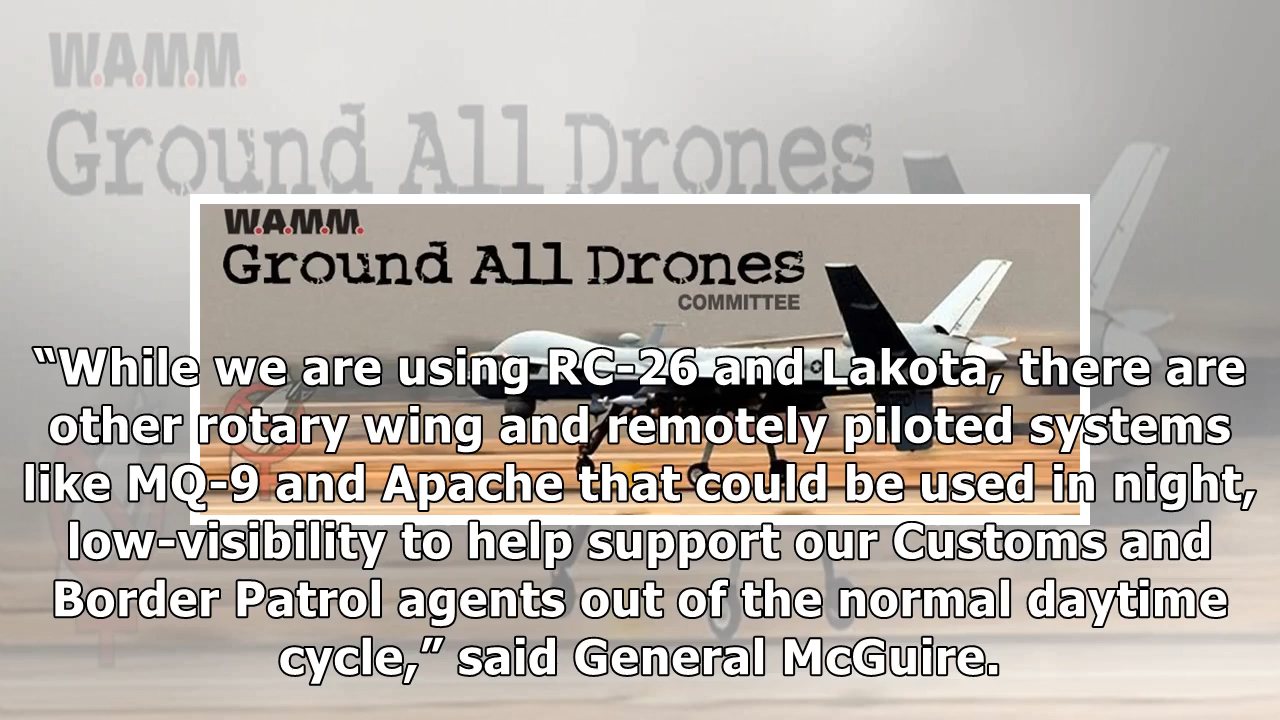 W.A.M.M.
Ground All Drones
W.A.M.M.
Ground All Drones
COMMITTEE
“While we are using RC-26 and Lakota, there are
other rotary wing and remotely piloted systems
like MQ-9 and Apache that could be used in night,
low-visibility to help support our Customs and
Border Patrol agents out of the normal daytime
cycle,” said General McGuire.